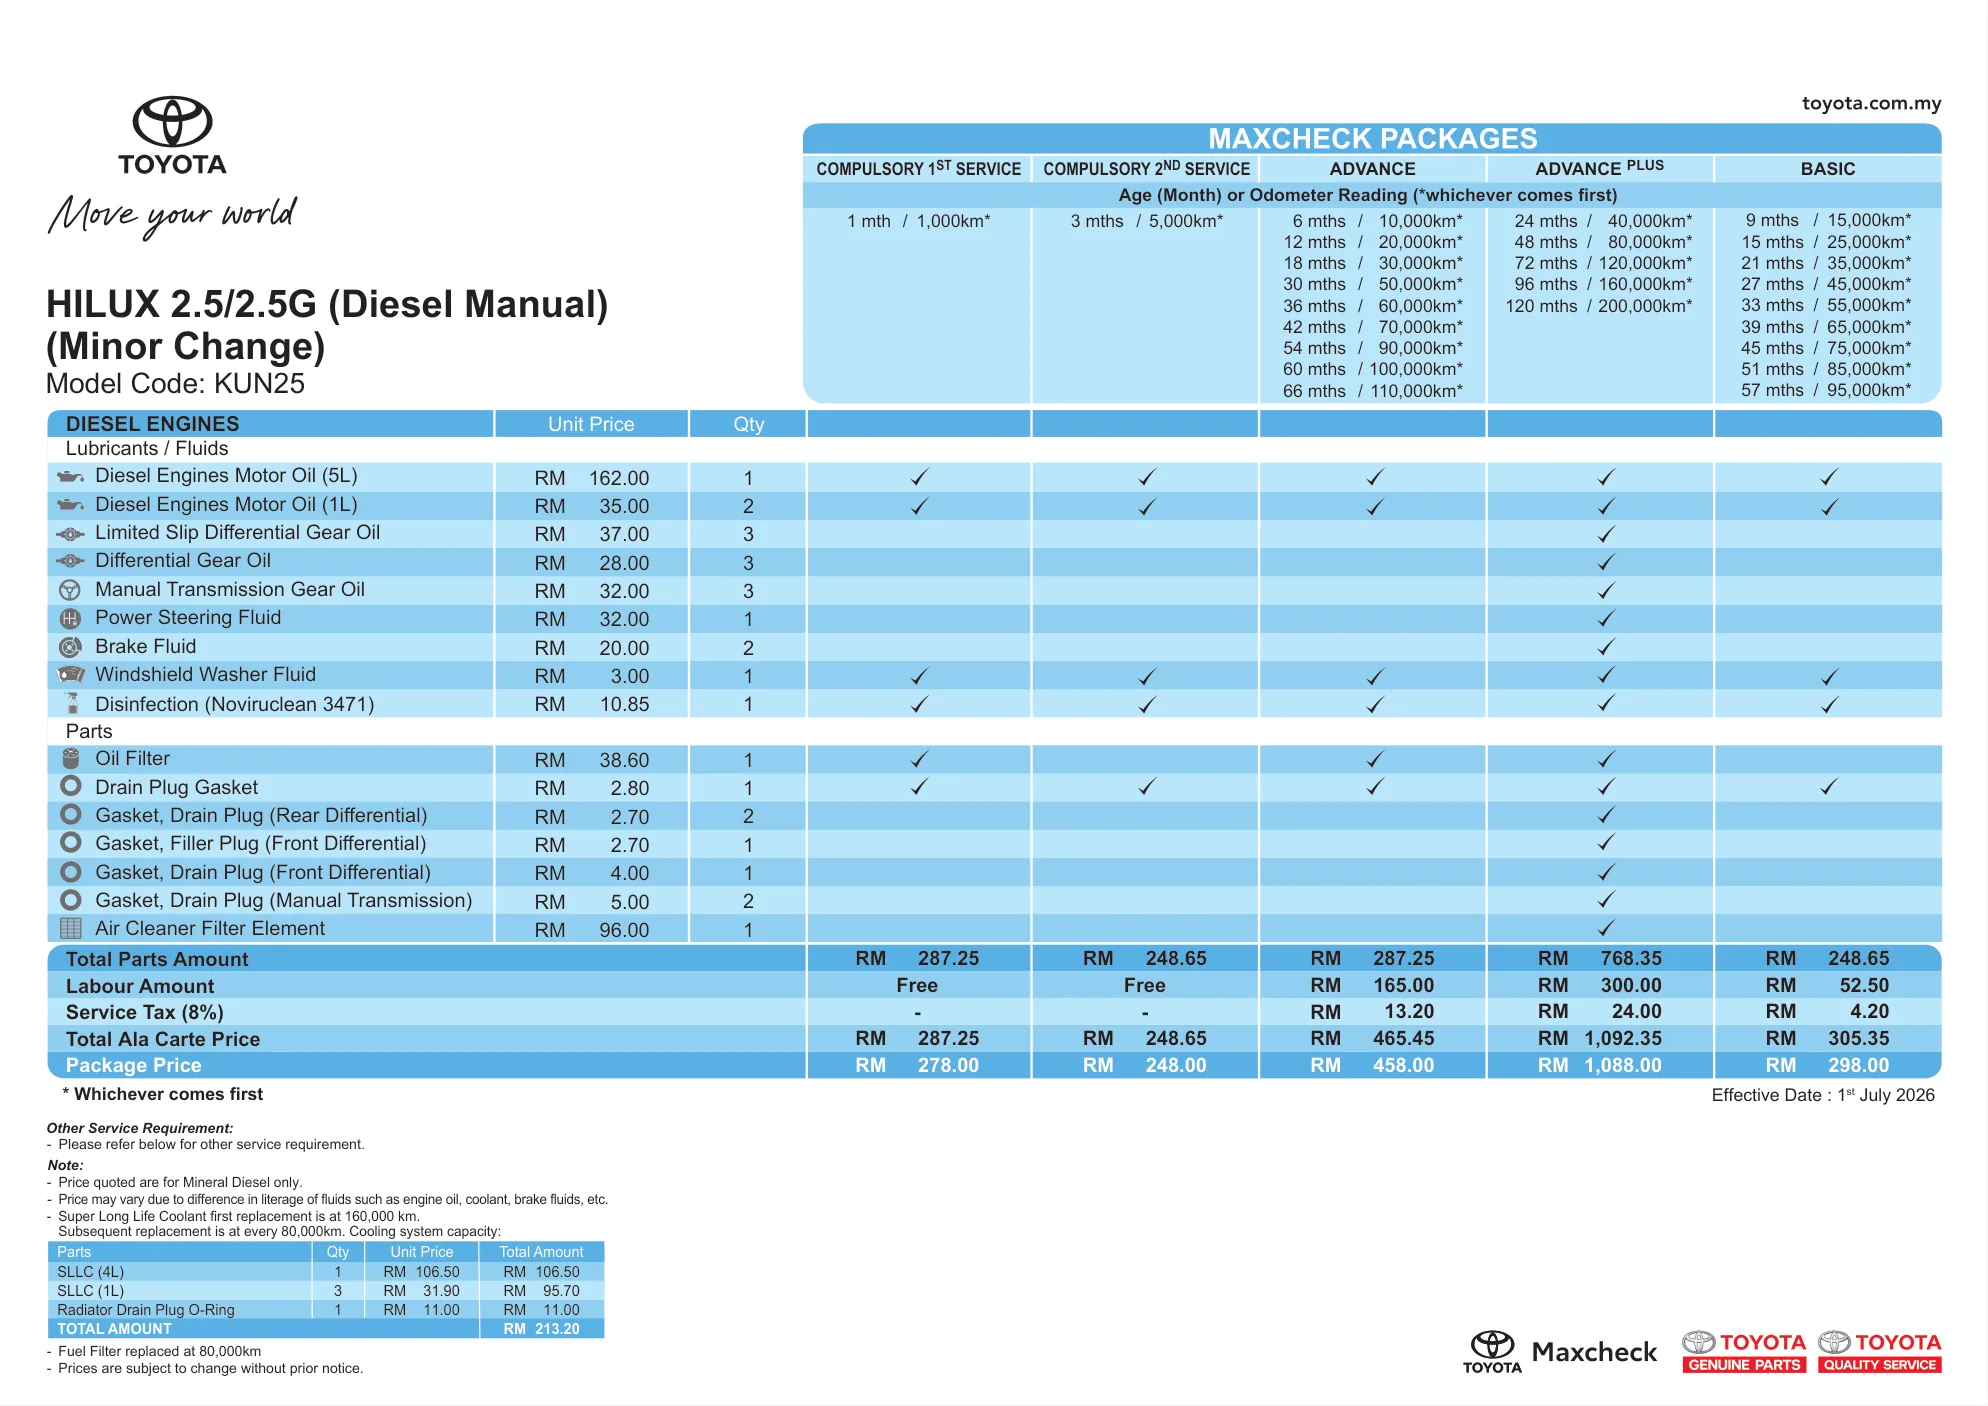 toyota.com.my
TOYOTA
Move your world
HILUX 2.5/2.5G (Diesel Manual)
(Minor Change)
Model Code: KUN25
MAXCHECK PACKAGES
COMPULSORY 1ST SERVICE COMPULSORY 2ND SERVICE ADVANCE ADVANCE PLUS BASIC
Age (Month) or Odometer Reading (*whichever comes first)
1 mth / 1,000km* 3 mths / 5,000km* 6 mths / 10,000km* 24 mths / 40,000km* 9 mths / 15,000km*
12 mths / 20,000km* 48 mths / 80,000km* 15 mths / 25,000km*
18 mths / 30,000km* 72 mths / 120,000km* 21 mths / 35,000km*
30 mths / 50,000km* 96 mths / 160,000km* 27 mths / 45,000km*
36 mths / 60,000km* 120 mths / 200,000km* 33 mths / 55,000km*
42 mths / 70,000km* 39 mths / 65,000km*
54 mths / 90,000km* 45 mths / 75,000km*
60 mths / 100,000km* 51 mths / 85,000km*
66 mths / 110,000km* 57 mths / 95,000km*
DIESEL ENGINES Unit Price Qty
Lubricants / Fluids
Diesel Engines Motor Oil (5L) RM 162.00 1 ✓ ✓ ✓ ✓ ✓
Diesel Engines Motor Oil (1L) RM 35.00 2 ✓ ✓ ✓ ✓ ✓
Limited Slip Differential Gear Oil RM 37.00 3 ✓
Differential Gear Oil RM 28.00 3 ✓
Manual Transmission Gear Oil RM 32.00 3 ✓
Power Steering Fluid RM 32.00 1 ✓
Brake Fluid RM 20.00 2 ✓
Windshield Washer Fluid RM 3.00 1 ✓ ✓ ✓ ✓ ✓
Disinfection (Noviruclean 3471) RM 10.85 1 ✓ ✓ ✓ ✓ ✓
Parts
Oil Filter RM 38.60 1 ✓ ✓ ✓
Drain Plug Gasket RM 2.80 1 ✓ ✓ ✓ ✓ ✓
Gasket, Drain Plug (Rear Differential) RM 2.70 2 ✓
Gasket, Filler Plug (Front Differential) RM 2.70 1 ✓
Gasket, Drain Plug (Front Differential) RM 4.00 1 ✓
Gasket, Drain Plug (Manual Transmission) RM 5.00 2 ✓
Air Cleaner Filter Element RM 96.00 1 ✓
Total Parts Amount RM 287.25 RM 248.65 RM 287.25 RM 768.35 RM 248.65
Labour Amount Free Free RM 165.00 RM 300.00 RM 52.50
Service Tax (8%) - - RM 13.20 RM 24.00 RM 4.20
Total Ala Carte Price RM 287.25 RM 248.65 RM 465.45 RM 1,092.35 RM 305.35
Package Price RM 278.00 RM 248.00 RM 458.00 RM 1,088.00 RM 298.00
* Whichever comes first
Effective Date : 1st July 2026
Other Service Requirement:
- Please refer below for other service requirement.
Note:
- Price quoted are for Mineral Diesel only.
- Price may vary due to difference in literage of fluids such as engine oil, coolant, brake fluids, etc.
- Super Long Life Coolant first replacement is at 160,000 km.
Subsequent replacement is at every 80,000km. Cooling system capacity:
Parts Qty Unit Price Total Amount
SLLC (4L) 1 RM 106.50 RM 106.50
SLLC (1L) 3 RM 31.90 RM 95.70
Radiator Drain Plug O-Ring 1 RM 11.00 RM 11.00
TOTAL AMOUNT RM 213.20
- Fuel Filter replaced at 80,000km
- Prices are subject to change without prior notice.
TOYOTA Maxcheck
TOYOTA GENUINE PARTS
TOYOTA QUALITY SERVICE